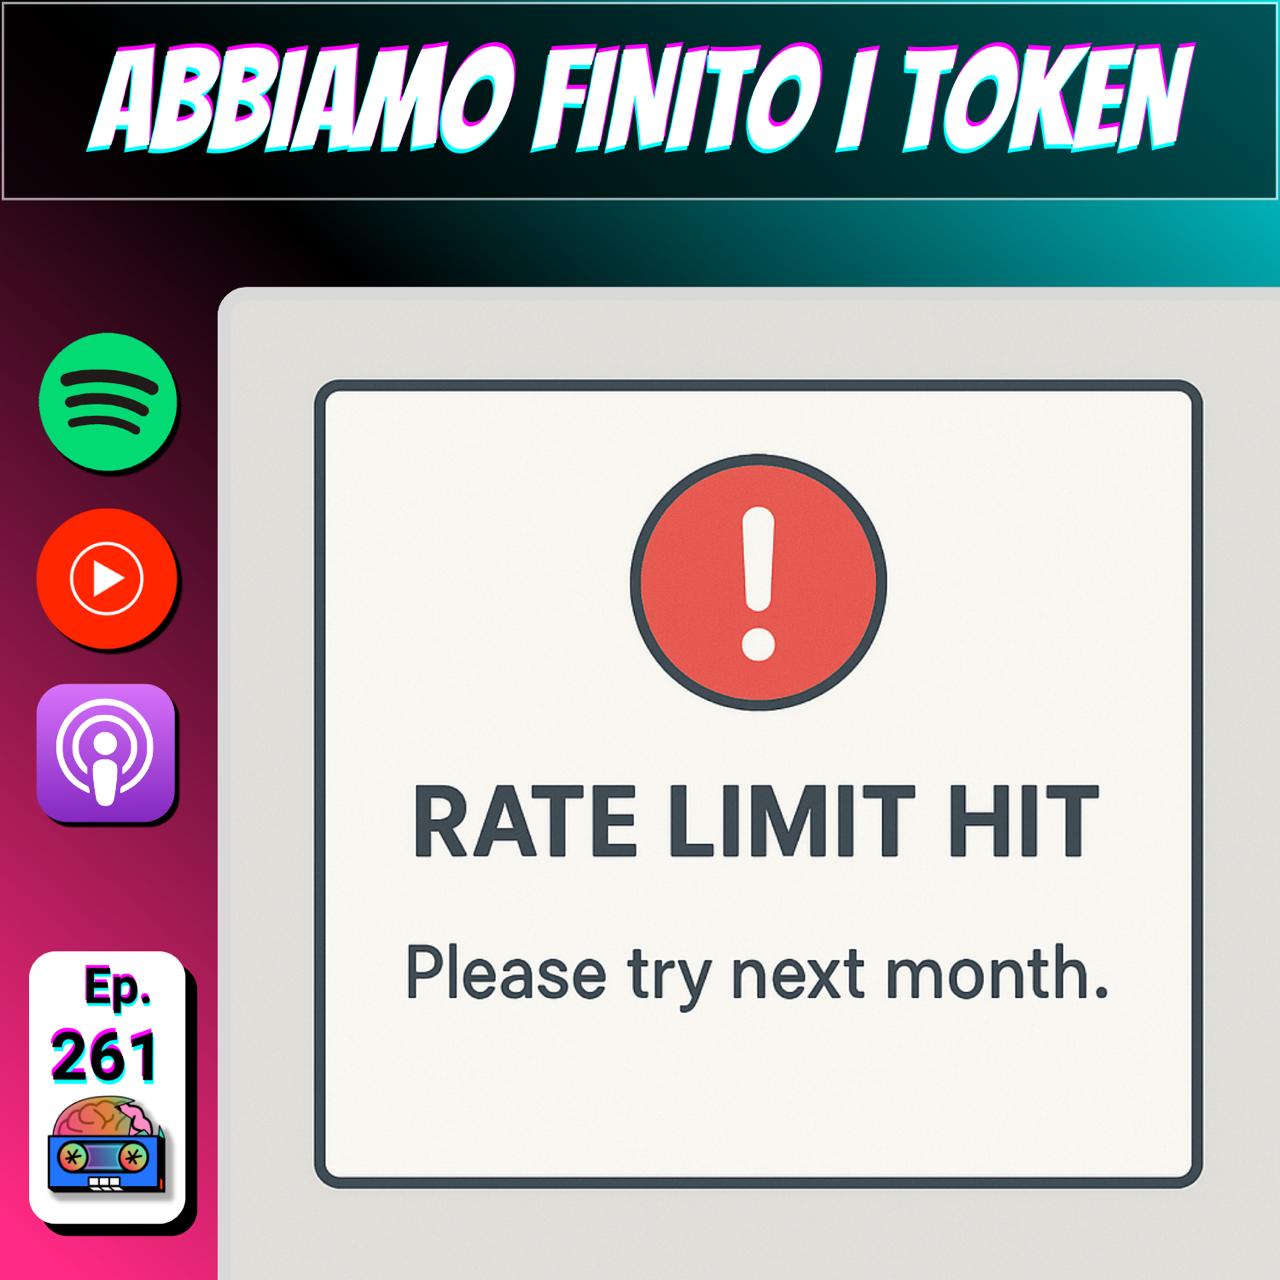 ABBIAMO FINITO I TOKEN
RATE LIMIT HIT
Please try next month.
Ep.
261